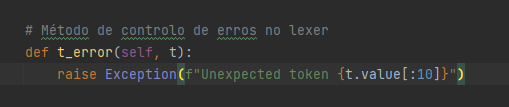 # Método de controlo de erros no lexer
def t_error(self, t):
    raise Exception(f"Unexpected token {t.value[:10]}")